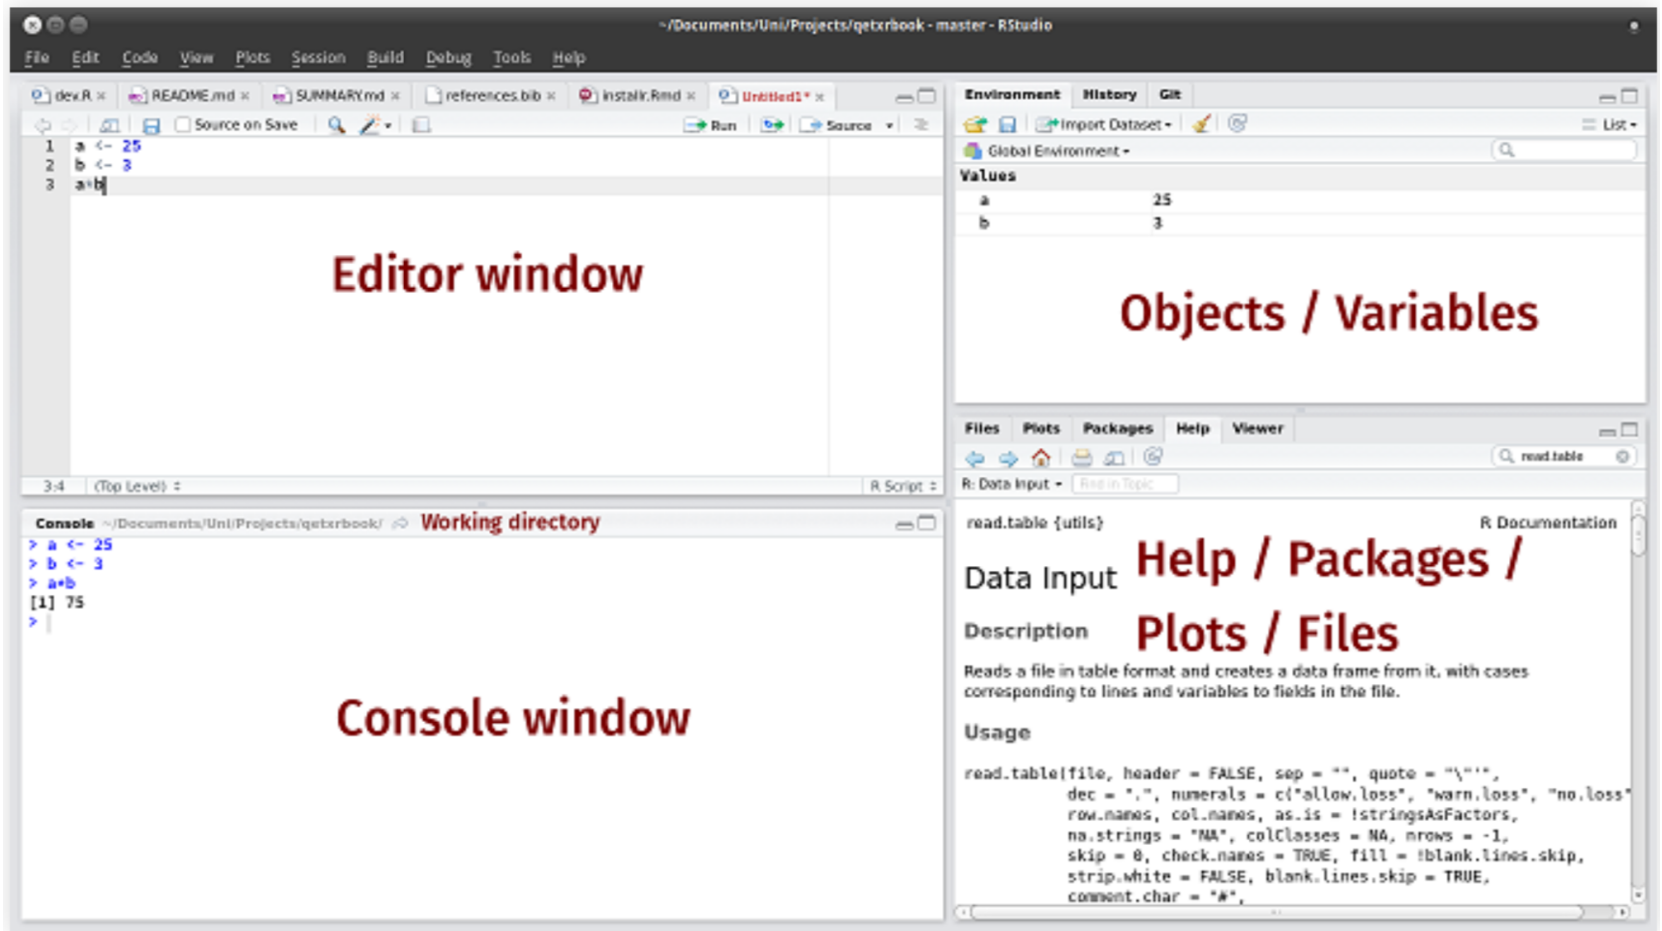 ~/Documents/Uni/Projects/qetxrbook - master - RStudio
File Edit Code View Plots Session Build Debug Tools Help
dev.R × README.md × SUMMARY.md × references.bib × installr.Rmd × Untitled1* ×
Source on Save Run Source
1 a <- 25
2 b <- 3
3 a*b
Editor window
3:4 (Top Level) R Script
Console ~/Documents/Uni/Projects/qetxrbook/ Working directory
> a <- 25
> b <- 3
> a*b
[1] 75
>
Console window
Environment History Git
Import Dataset List
Global Environment
Values
a 25
b 3
Objects / Variables
Files Plots Packages Help Viewer
read.table
R: Data Input Find in Topic
read.table {utils} R Documentation
Help / Packages /
Plots / Files
Data Input
Description
Reads a file in table format and creates a data frame from it, with cases
corresponding to lines and variables to fields in the file.
Usage
read.table(file, header = FALSE, sep = "", quote = "\"'",
dec = ".", numerals = c("allow.loss", "warn.loss", "no.loss"
row.names, col.names, as.is = !stringsAsFactors,
na.strings = "NA", colClasses = NA, nrows = -1,
skip = 0, check.names = TRUE, fill = !blank.lines.skip,
strip.white = FALSE, blank.lines.skip = TRUE,
comment.char = "#",